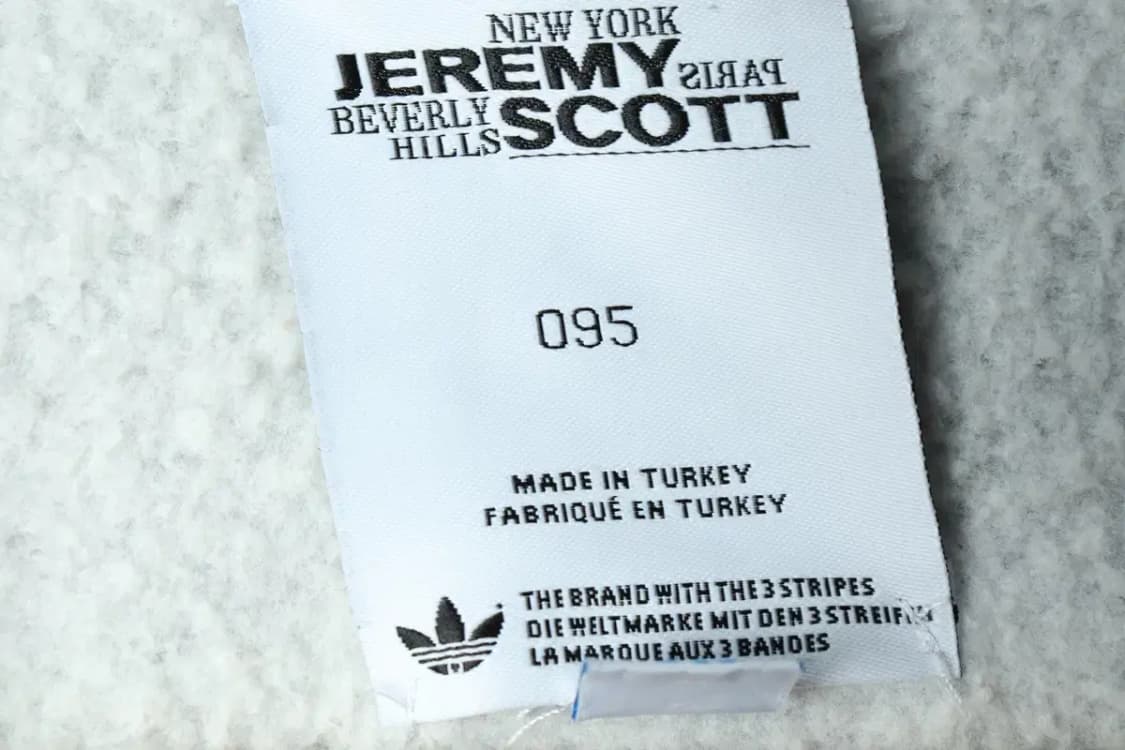 NEW YORK
JEREMY PARIS
BEVERLY HILLS SCOTT
095
MADE IN TURKEY
FABRIQUÉ EN TURKEY
THE BRAND WITH THE 3 STRIPES
DIE WELTMARKE MIT DEN 3 STREIFEN
LA MARQUE AUX 3 BANDES